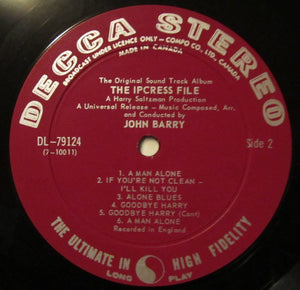 DECCA STEREO
BROADCAST UNDER LICENCE ONLY - COMPO CO., LTD. CANADA
MADE IN CANADA
The Original Sound Track Album
THE IPCRESS FILE
A Harry Saltzman Production
A Universal Release - Music Composed, Arr.
and Conducted by
JOHN BARRY
DL-79124
(7-10011)
Side 2
1. A MAN ALONE
2. IF YOU'RE NOT CLEAN -
I'LL KILL YOU
3. ALONE BLUES
4. GOODBYE HARRY
5. GOODBYE HARRY (Cont)
6. A MAN ALONE
Recorded in England
THE ULTIMATE IN HIGH FIDELITY
LONG PLAY